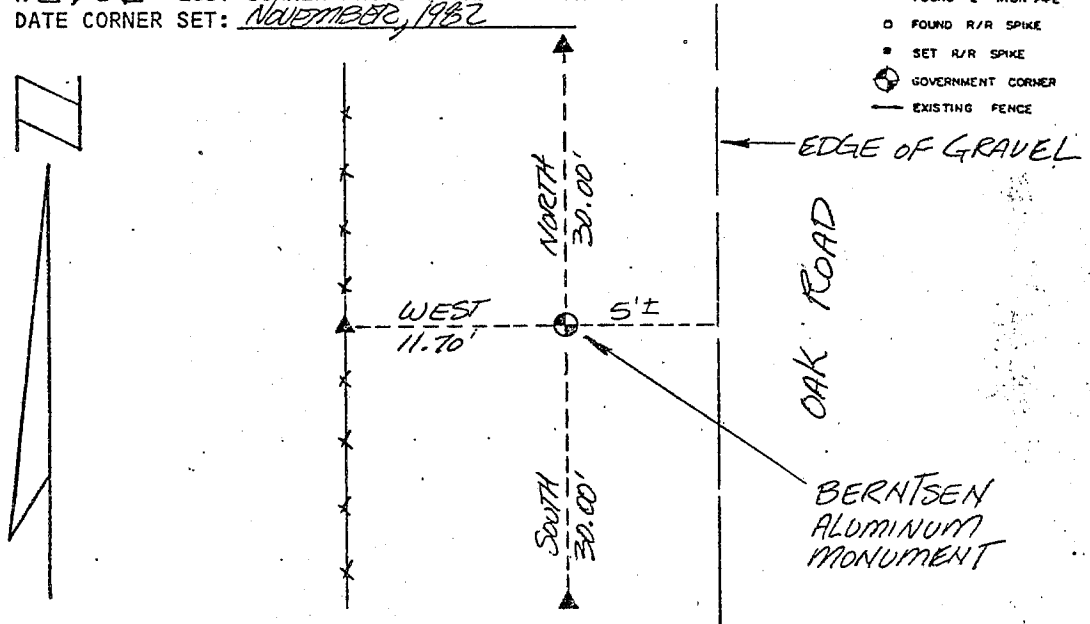 DATE CORNER SET: NOVEMBER, 1982
FOUND R/R SPIKE
SET R/R SPIKE
GOVERNMENT CORNER
EXISTING FENCE
EDGE OF GRAVEL
NORTH
30.00'
OAK ROAD
WEST
11.70'
5'±
SOUTH
30.00'
BERNTSEN
ALUMINUM
MONUMENT